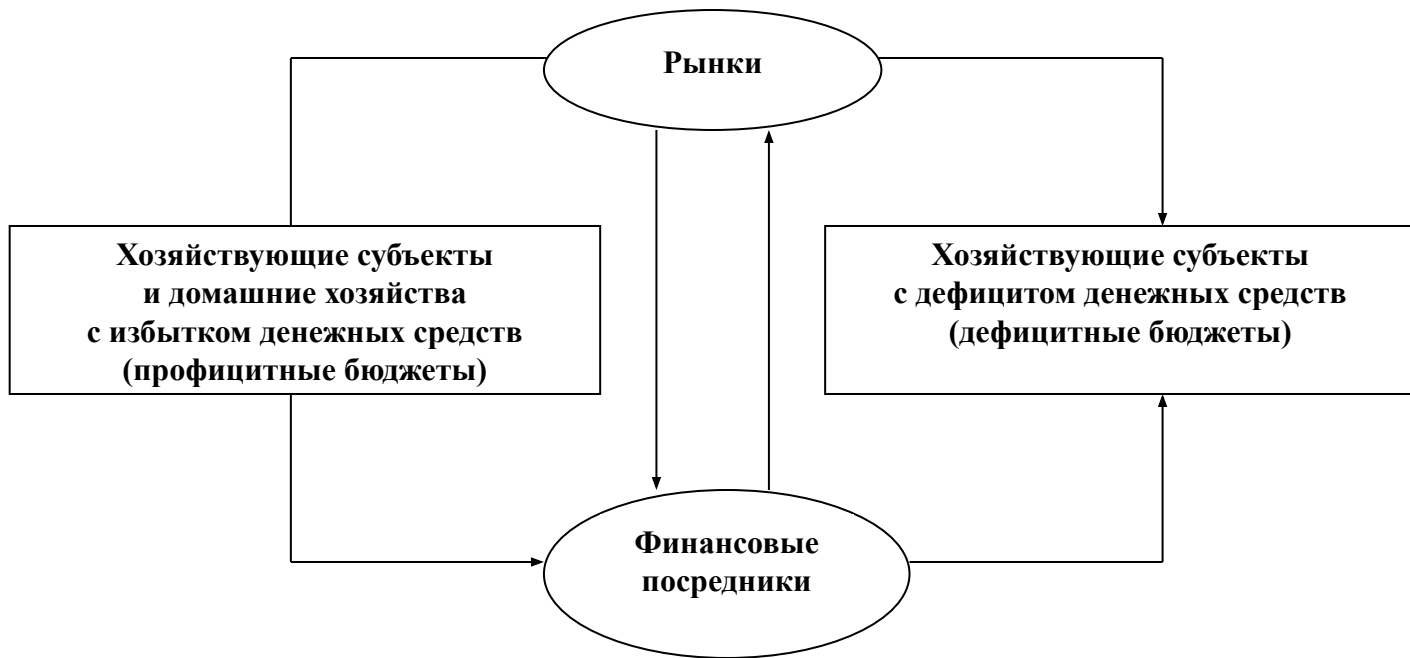 Рынки
Хозяйствующие субъекты
и домашние хозяйства
с избытком денежных средств
(профицитные бюджеты)
Хозяйствующие субъекты
с дефицитом денежных средств
(дефицитные бюджеты)
Финансовые
посредники